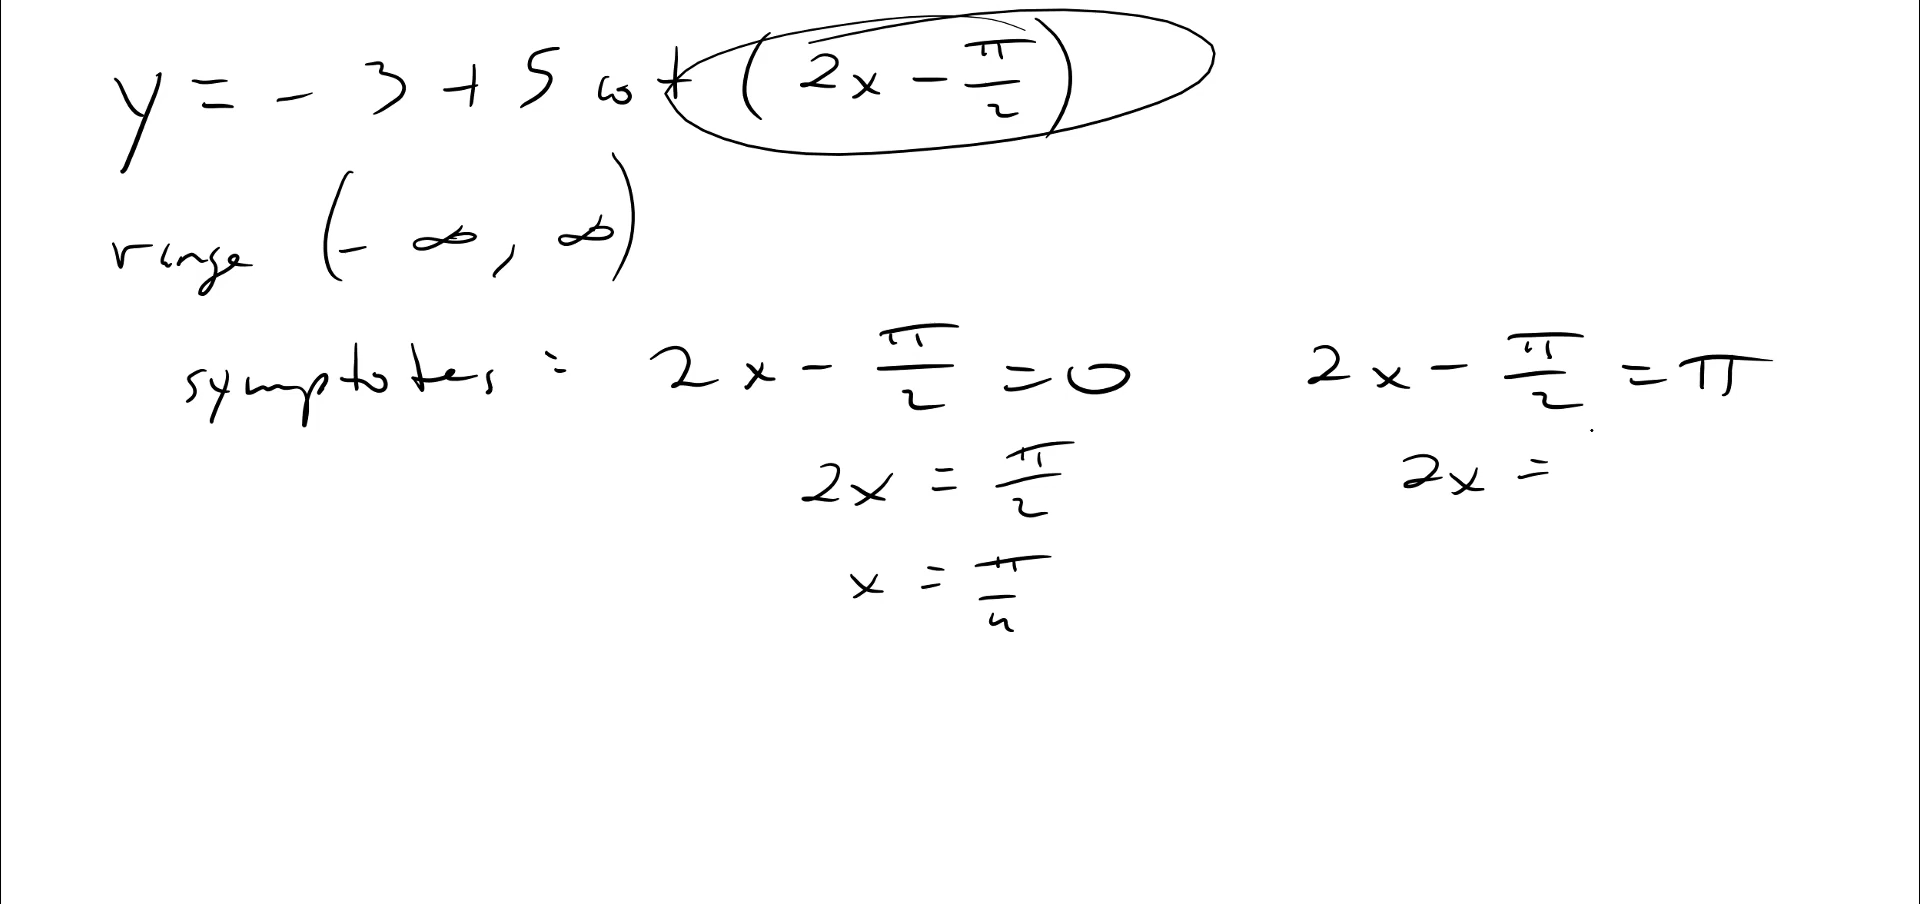 y = - 3 + 5 cot (2x - π/2)
range (- ∞, ∞)
symptotes : 2x - π/2 = 0 2x - π/2 = π
2x = π/2 2x =
x = π/4